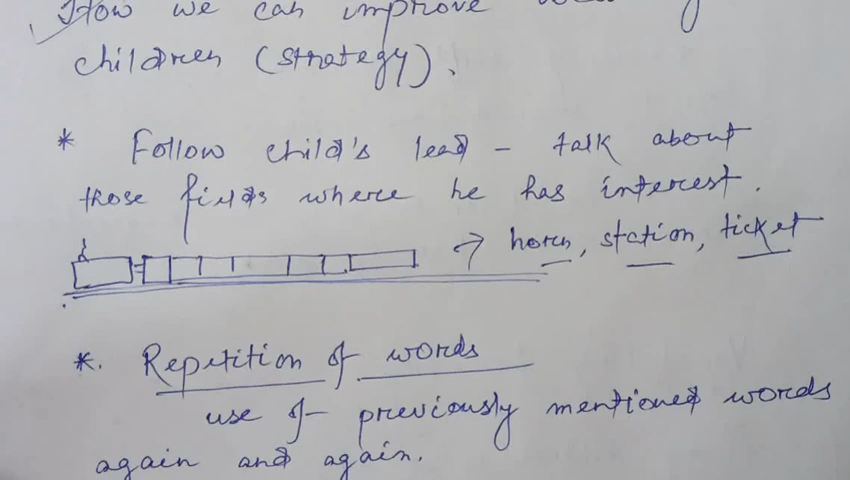 How we can improve
children (strategy).
* Follow child's lead - talk about
those fields where he has interest.
→ horn, station, ticket
*. Repetition of words
use of previously mentioned words
again and again.